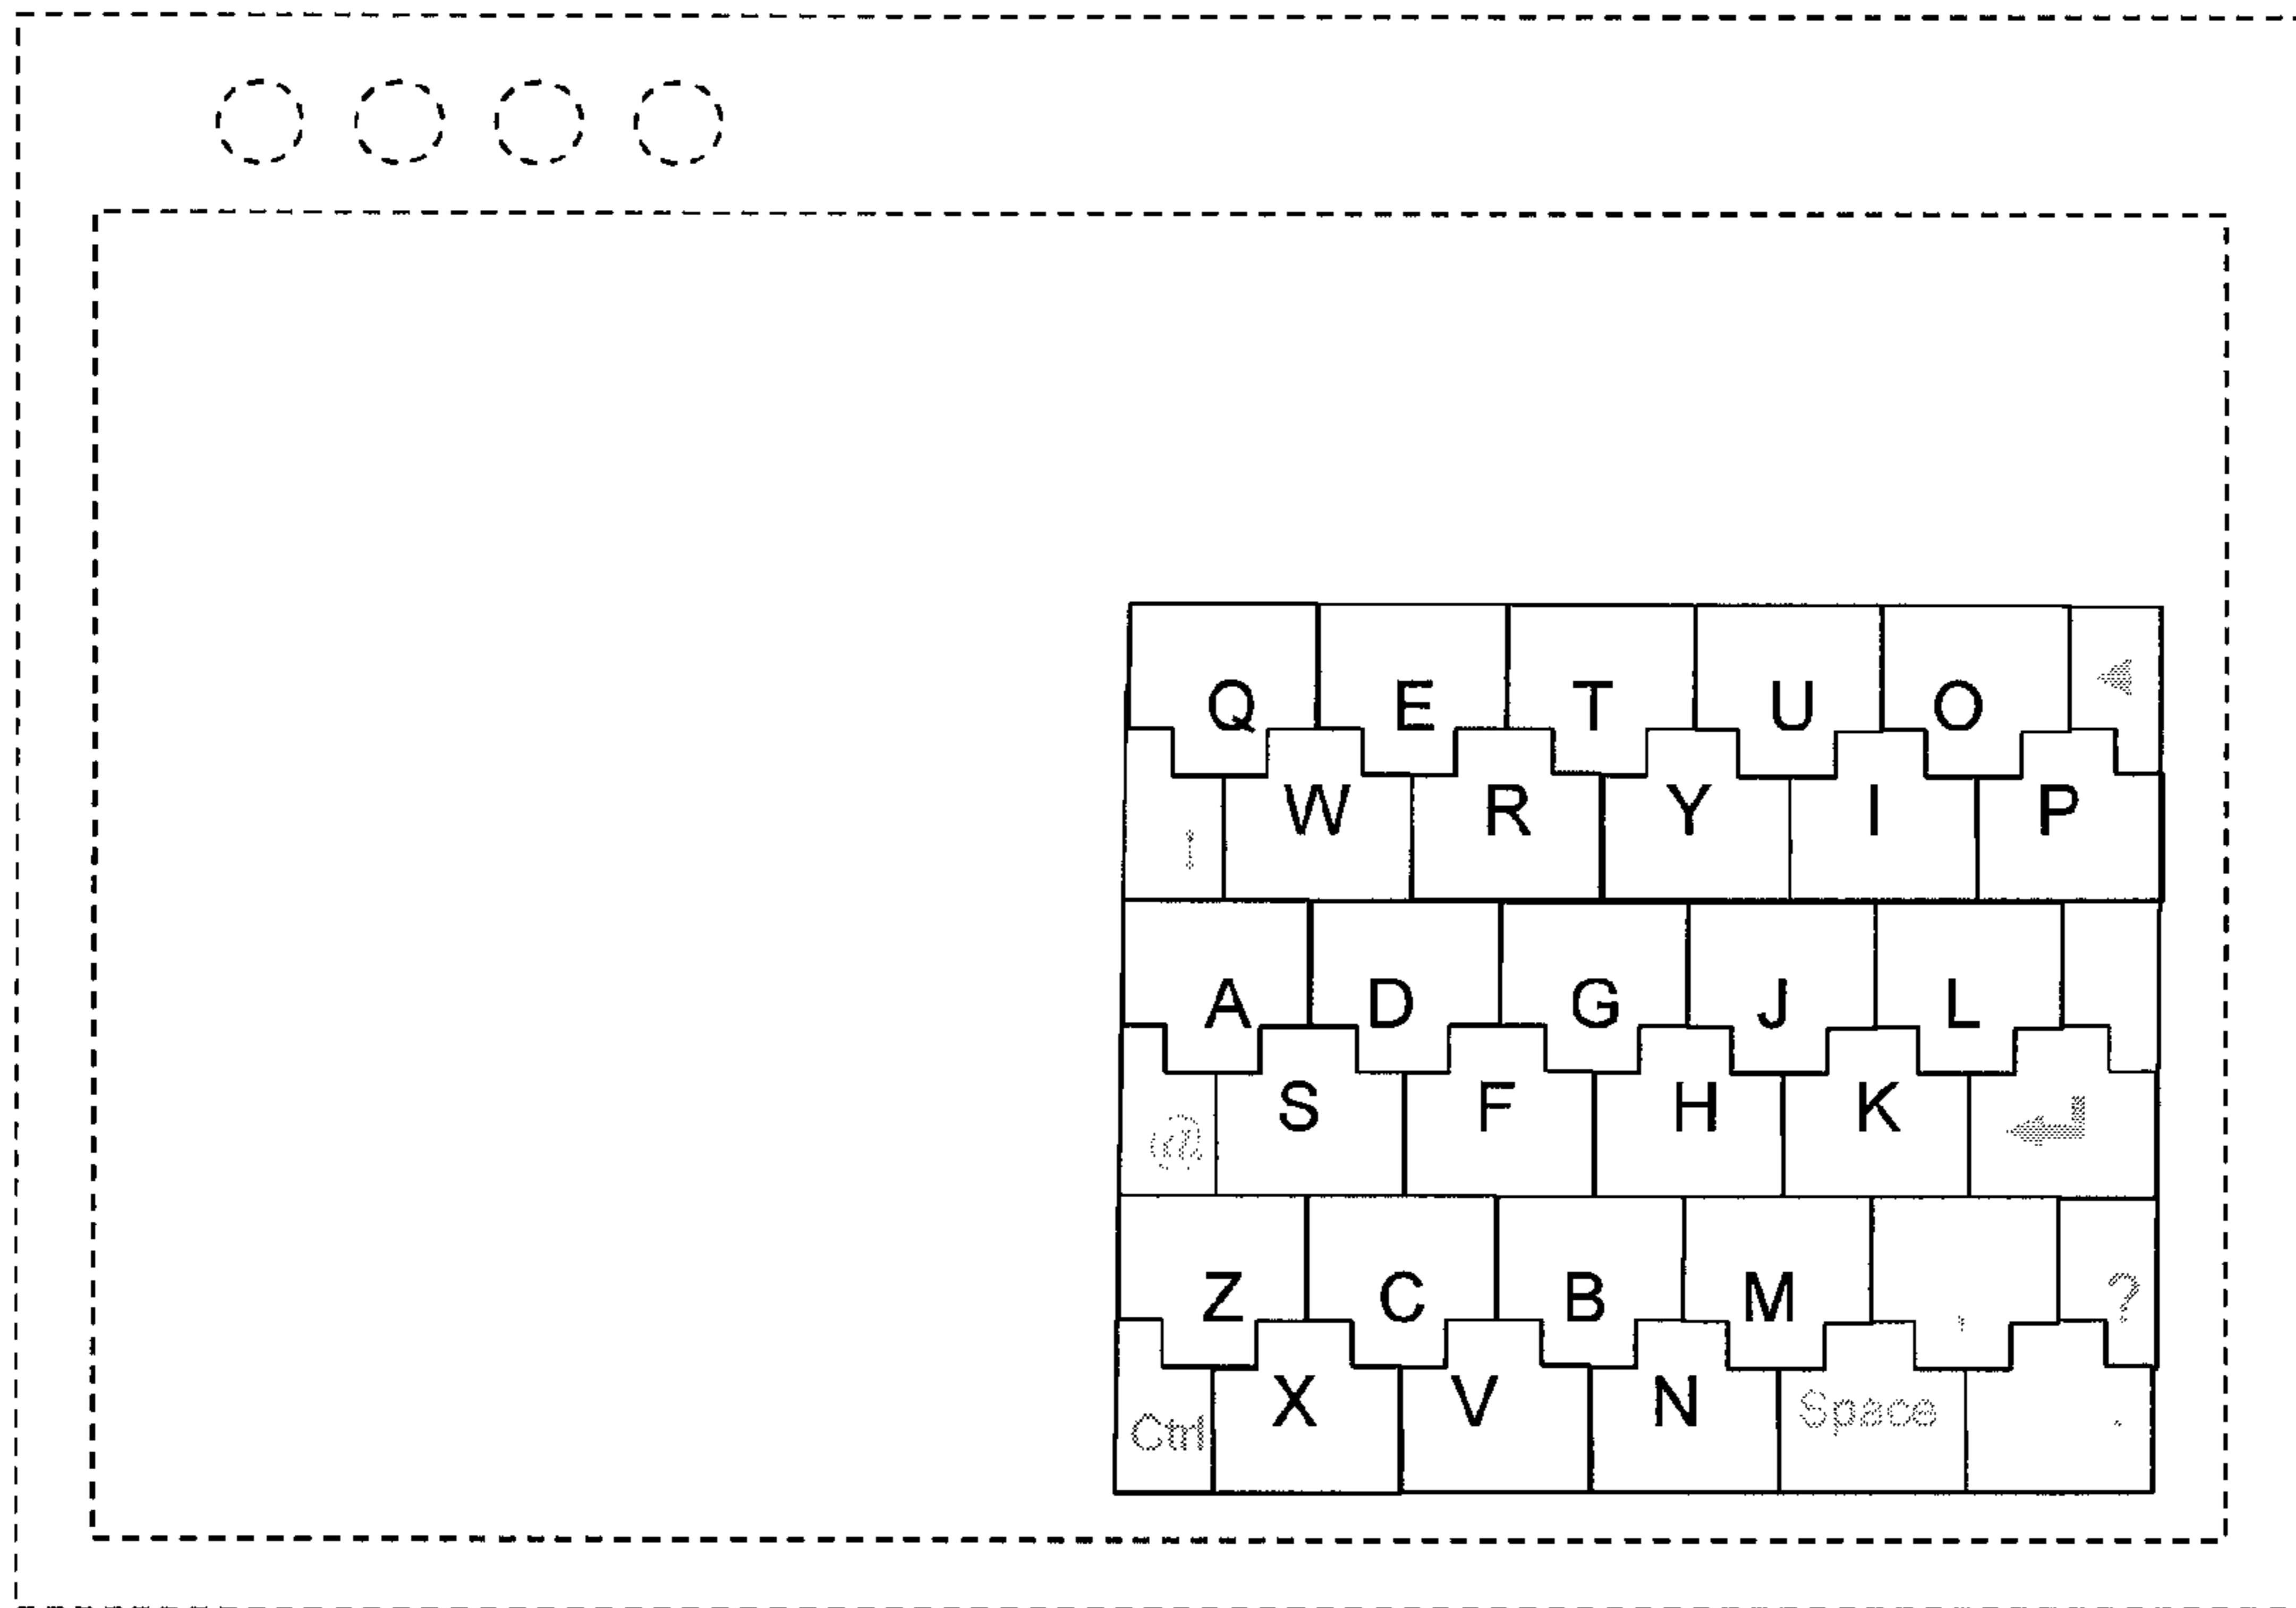 Q E T U O
W R Y I P
A D G J L
@ S F H K
Z C B M , ?
Ctrl X V N Space .